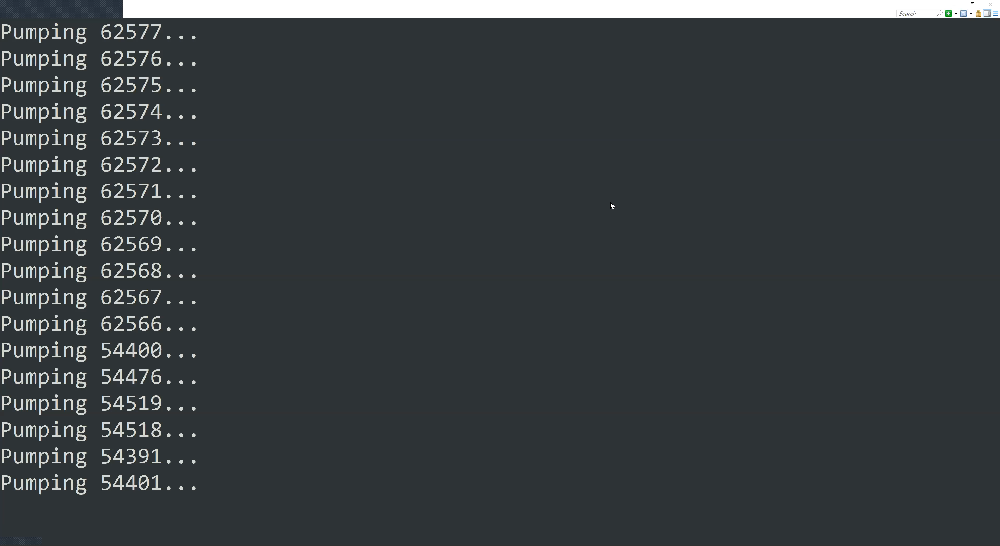 Search
Pumping 62577...
Pumping 62576...
Pumping 62575...
Pumping 62574...
Pumping 62573...
Pumping 62572...
Pumping 62571...
Pumping 62570...
Pumping 62569...
Pumping 62568...
Pumping 62567...
Pumping 62566...
Pumping 54400...
Pumping 54476...
Pumping 54519...
Pumping 54518...
Pumping 54391...
Pumping 54401...